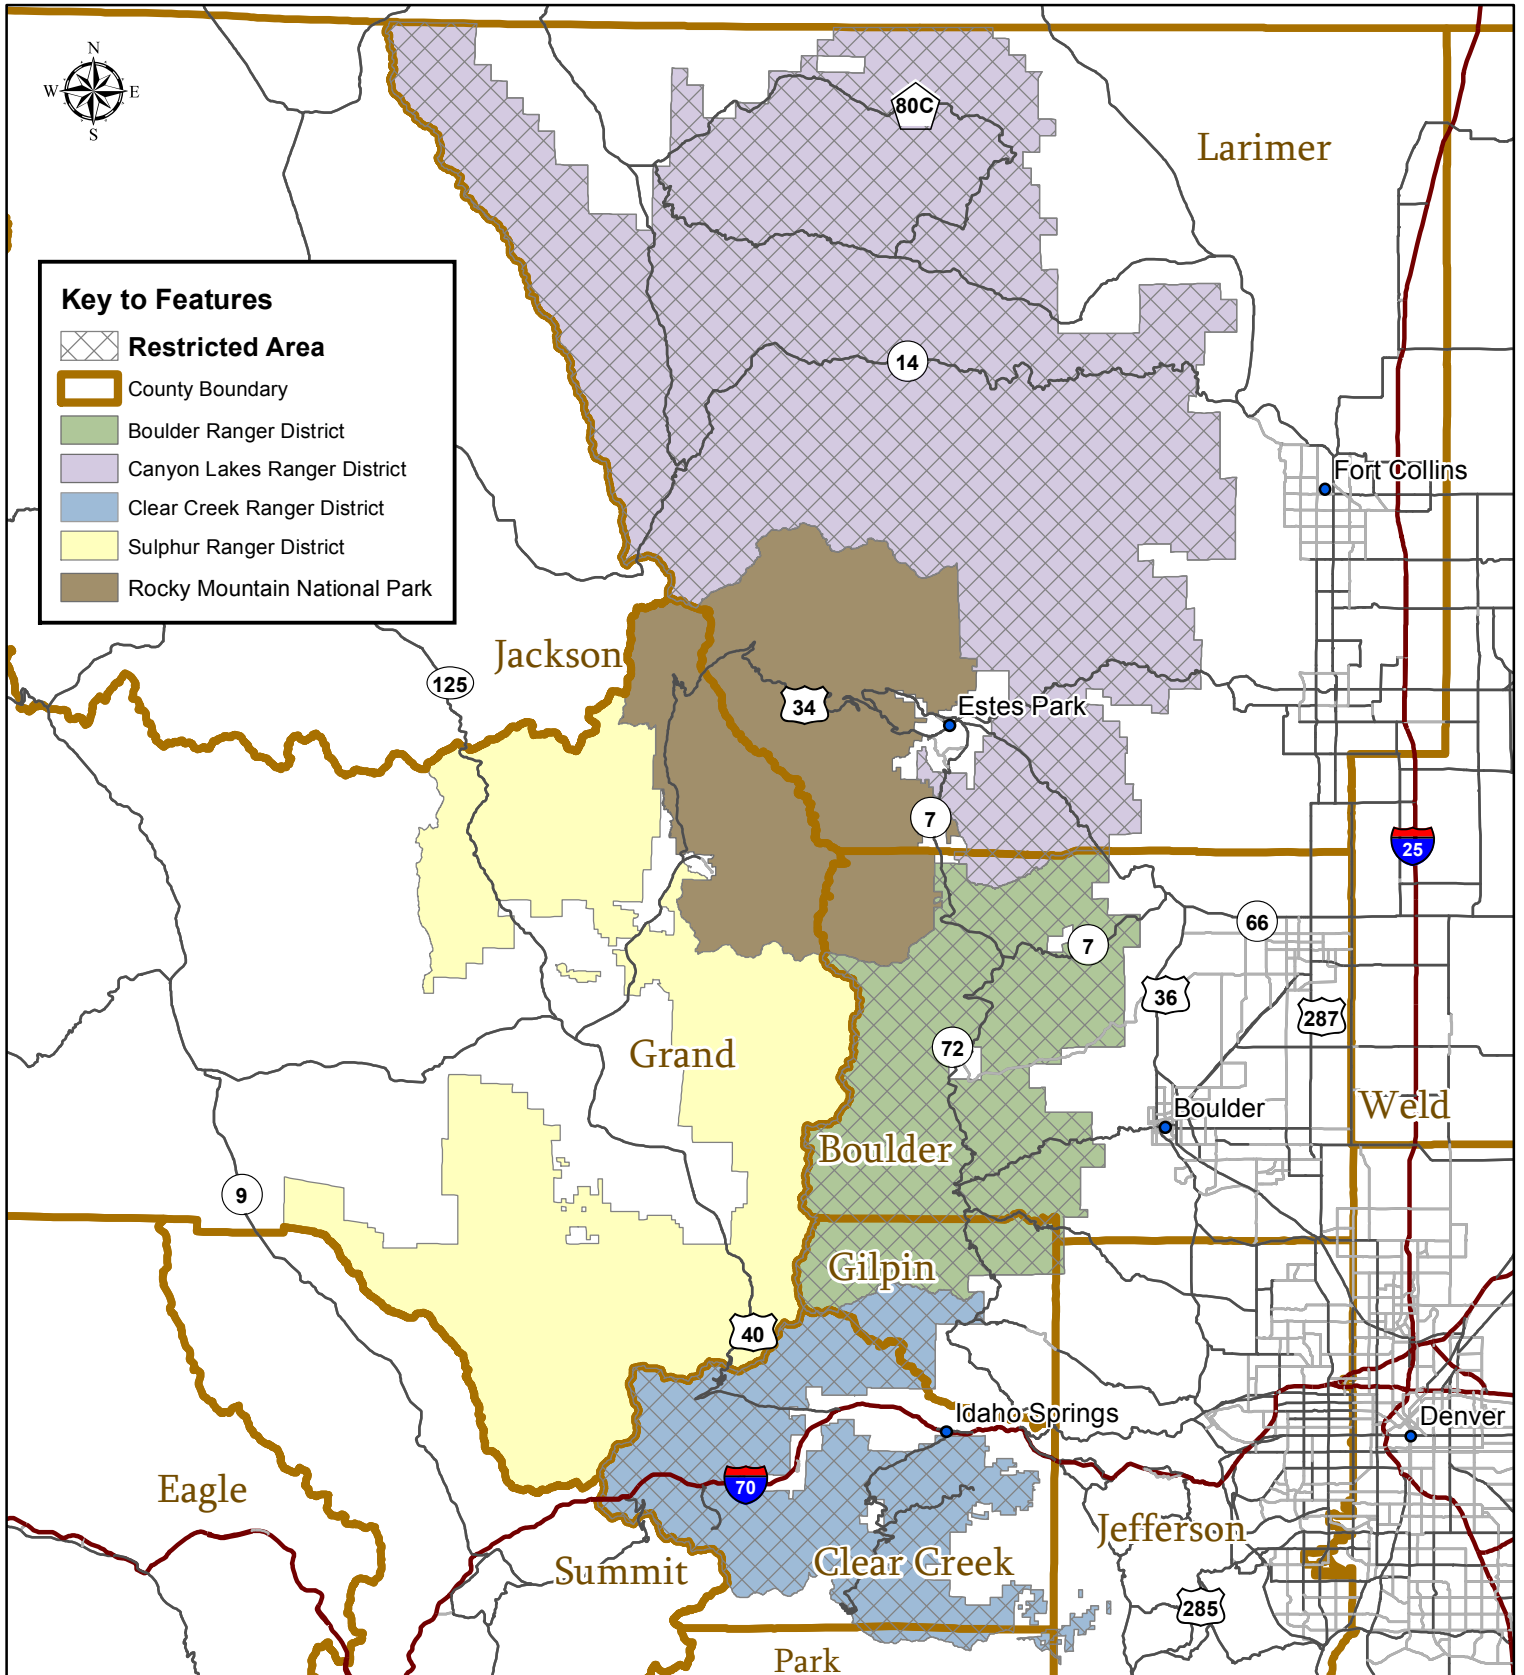 N
W E
S
80C
Larimer
Key to Features
Restricted Area
County Boundary
Boulder Ranger District
Canyon Lakes Ranger District
Clear Creek Ranger District
Sulphur Ranger District
Rocky Mountain National Park
14
Fort Collins
Jackson
125
34
Estes Park
7
25
66
7
36
287
72
Grand
Boulder
Weld
Boulder
9
Gilpin
40
Idaho Springs
Denver
70
Eagle
Jefferson
Summit
Clear Creek
285
Park